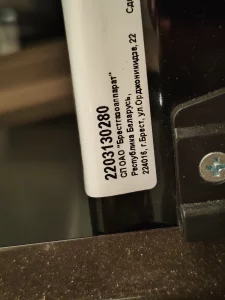 2203130280
СП ОАО "Брестгазоаппарат"
Республика Беларусь,
224016, г.Брест, ул.Орджоникидзе, 22